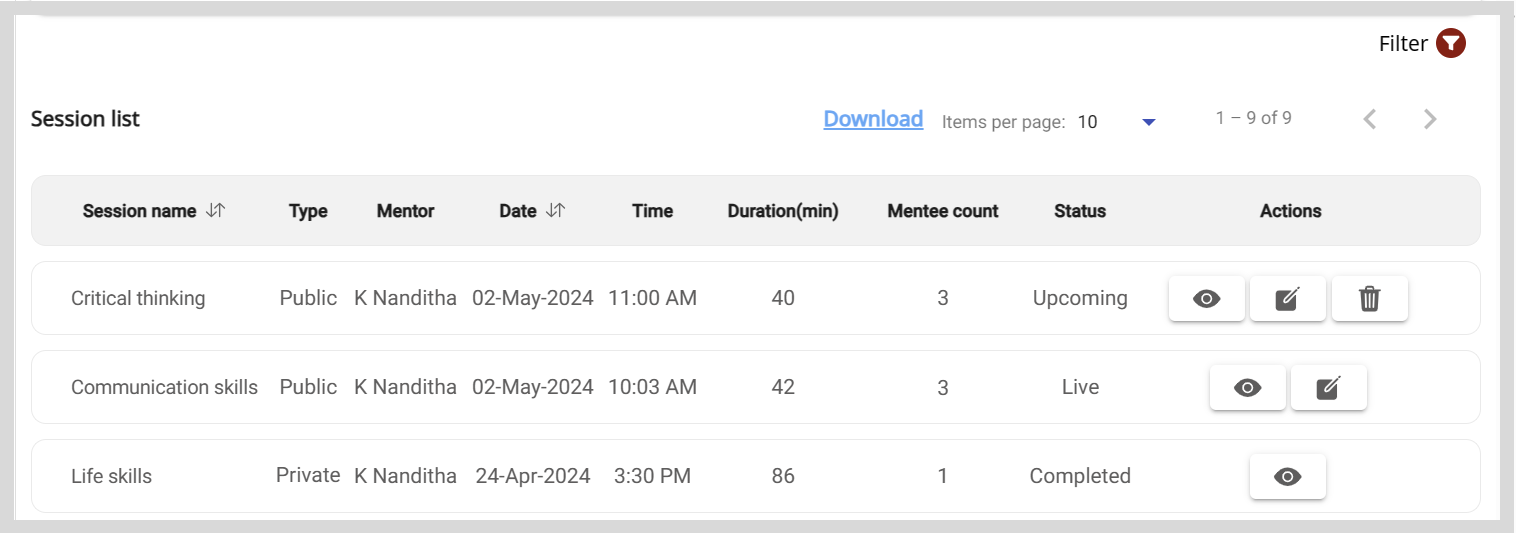 Filter
Session list Download Items per page: 10 1 – 9 of 9
Session name Type Mentor Date Time Duration(min) Mentee count Status Actions
Critical thinking Public K Nanditha 02-May-2024 11:00 AM 40 3 Upcoming
Communication skills Public K Nanditha 02-May-2024 10:03 AM 42 3 Live
Life skills Private K Nanditha 24-Apr-2024 3:30 PM 86 1 Completed